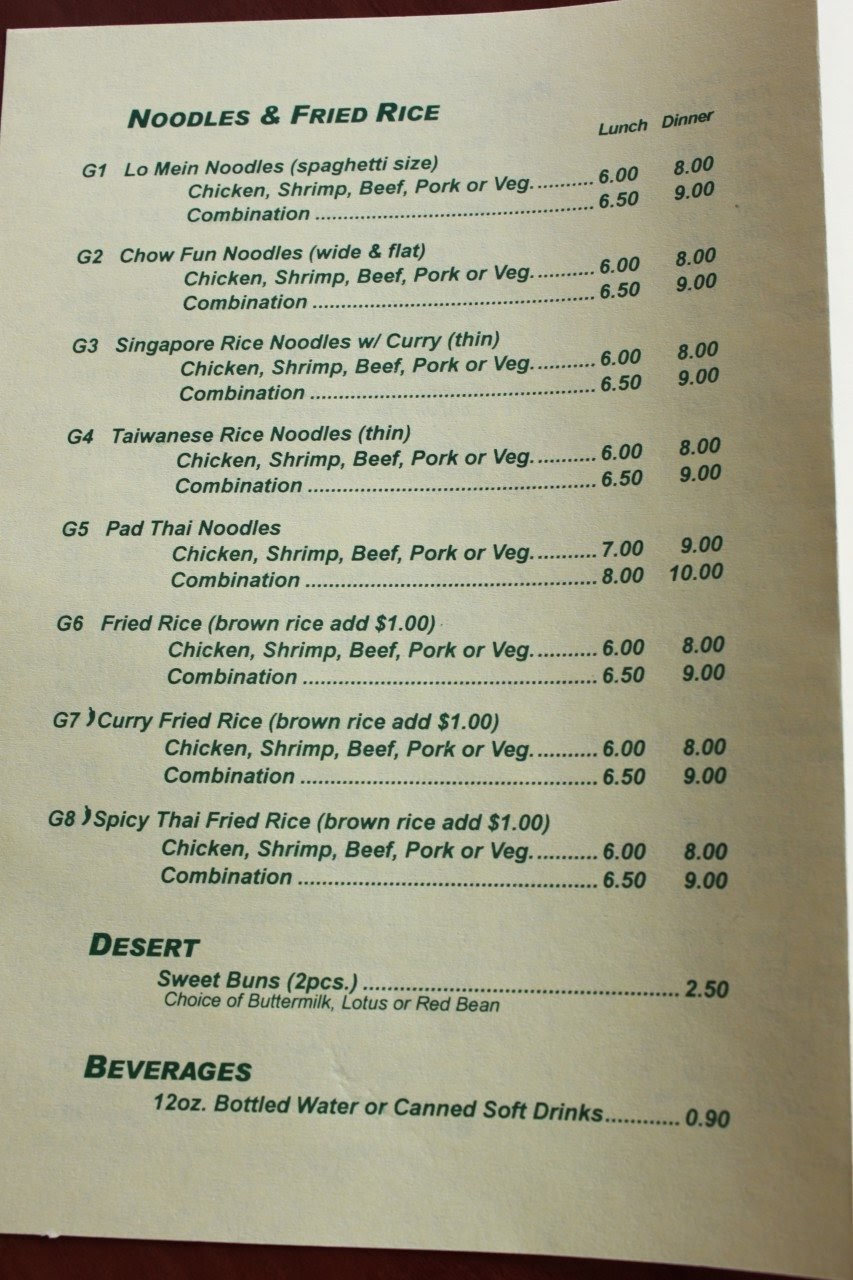 NOODLES & FRIED RICE
Lunch Dinner
G1 Lo Mein Noodles (spaghetti size)
Chicken, Shrimp, Beef, Pork or Veg. .......... 6.00 8.00
Combination .......... 6.50 9.00
G2 Chow Fun Noodles (wide & flat)
Chicken, Shrimp, Beef, Pork or Veg. .......... 6.00 8.00
Combination .......... 6.50 9.00
G3 Singapore Rice Noodles w/ Curry (thin)
Chicken, Shrimp, Beef, Pork or Veg. .......... 6.00 8.00
Combination .......... 6.50 9.00
G4 Taiwanese Rice Noodles (thin)
Chicken, Shrimp, Beef, Pork or Veg. .......... 6.00 8.00
Combination .......... 6.50 9.00
G5 Pad Thai Noodles
Chicken, Shrimp, Beef, Pork or Veg. .......... 7.00 9.00
Combination .......... 8.00 10.00
G6 Fried Rice (brown rice add $1.00)
Chicken, Shrimp, Beef, Pork or Veg. .......... 6.00 8.00
Combination .......... 6.50 9.00
G7 Curry Fried Rice (brown rice add $1.00)
Chicken, Shrimp, Beef, Pork or Veg. .......... 6.00 8.00
Combination .......... 6.50 9.00
G8 Spicy Thai Fried Rice (brown rice add $1.00)
Chicken, Shrimp, Beef, Pork or Veg. .......... 6.00 8.00
Combination .......... 6.50 9.00
DESERT
Sweet Buns (2pcs.) .......... 2.50
Choice of Buttermilk, Lotus or Red Bean
BEVERAGES
12oz. Bottled Water or Canned Soft Drinks .......... 0.90